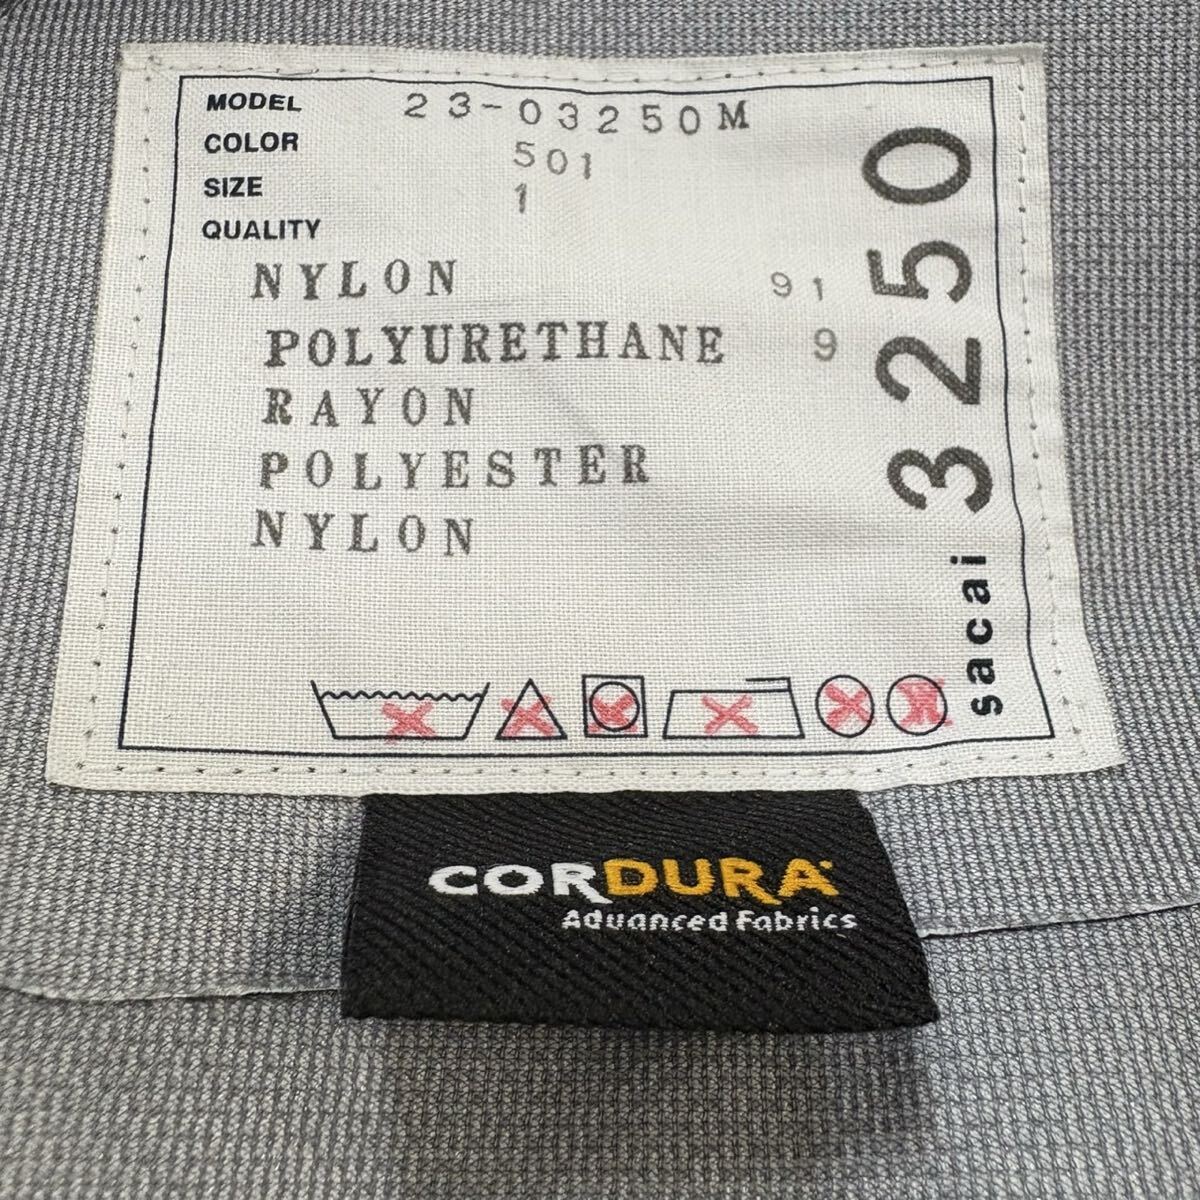 MODEL 23-03250M
COLOR 501
SIZE 1
QUALITY
NYLON 91
POLYURETHANE 9
RAYON
POLYESTER
NYLON
sacai 3250
CORDURA
Advanced Fabrics